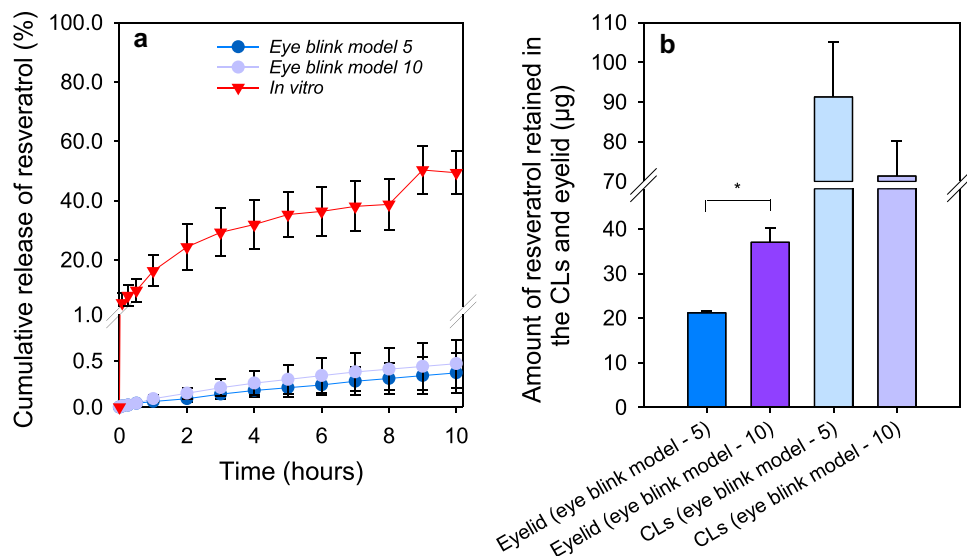 a
Eye blink model 5
Eye blink model 10
In vitro
Cumulative release of resveratrol (%)
100.0
80.0
60.0
40.0
20.0
1.0
0.5
0.0
0 2 4 6 8 10
Time (hours)
b
Amount of resveratrol retained in
the CLs and eyelid (µg)
110
100
90
80
70
40
30
20
10
0
*
Eyelid (eye blink model - 5)
Eyelid (eye blink model - 10)
CLs (eye blink model - 5)
CLs (eye blink model - 10)